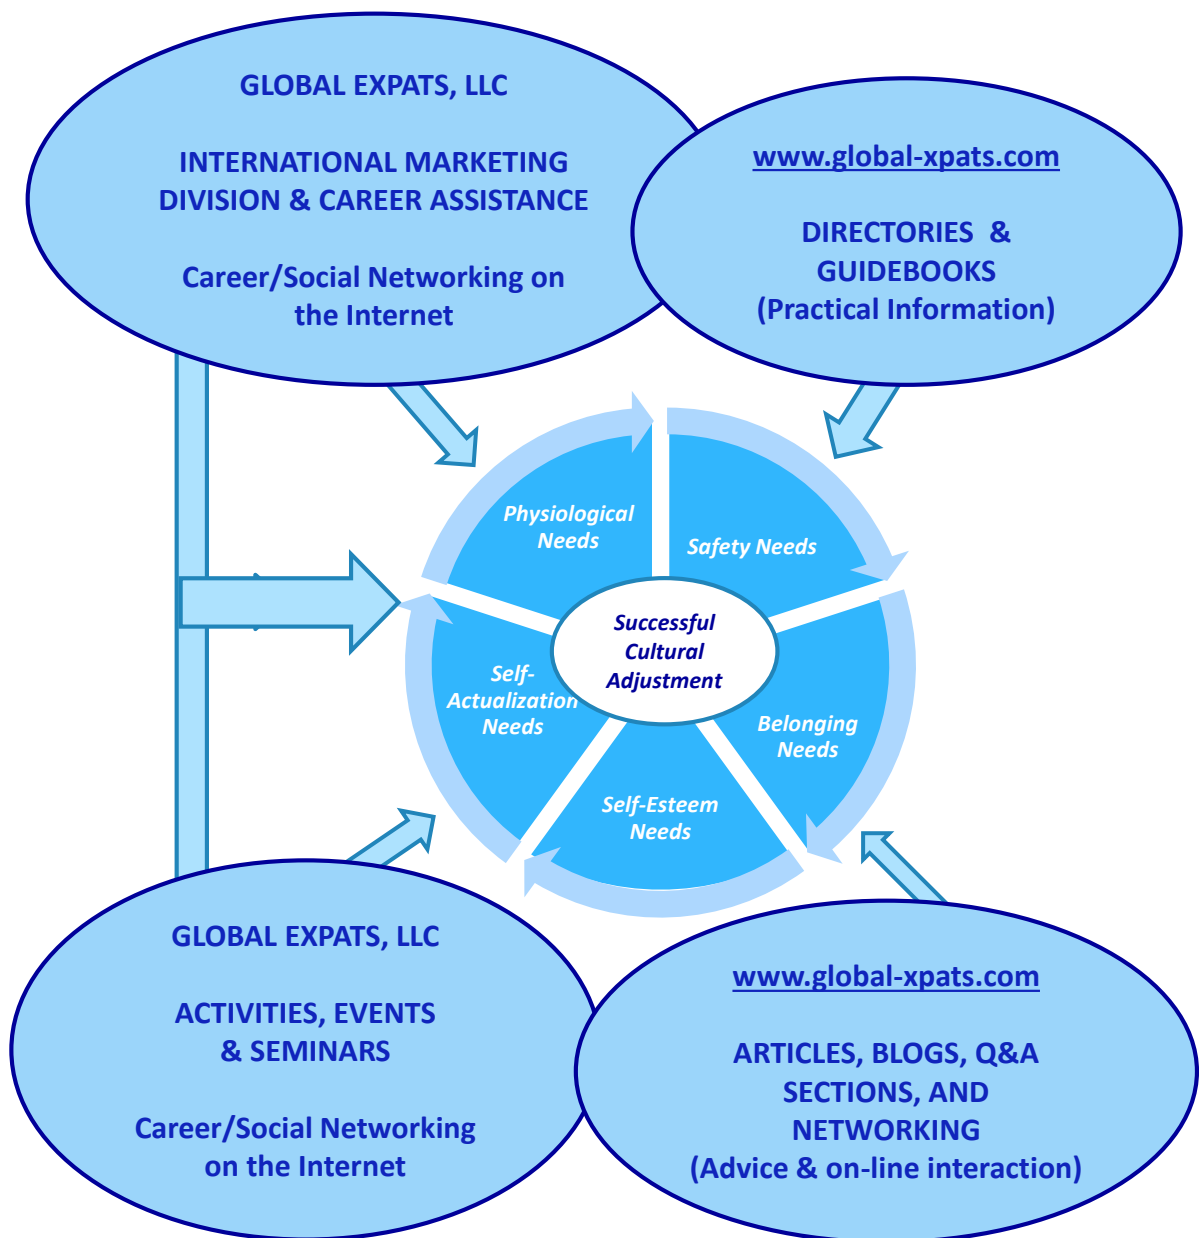 GLOBAL EXPATS, LLC
INTERNATIONAL MARKETING
DIVISION & CAREER ASSISTANCE
Career/Social Networking on
the Internet
www.global-xpats.com
DIRECTORIES  &
GUIDEBOOKS
(Practical Information)
Physiological
Needs
Safety Needs
Successful
Cultural
Adjustment
Self-
Actualization
Needs
Belonging
Needs
Self-Esteem
Needs
GLOBAL EXPATS, LLC
ACTIVITIES, EVENTS
& SEMINARS
Career/Social Networking
on the Internet
www.global-xpats.com
ARTICLES, BLOGS, Q&A
SECTIONS, AND
NETWORKING
(Advice & on-line interaction)